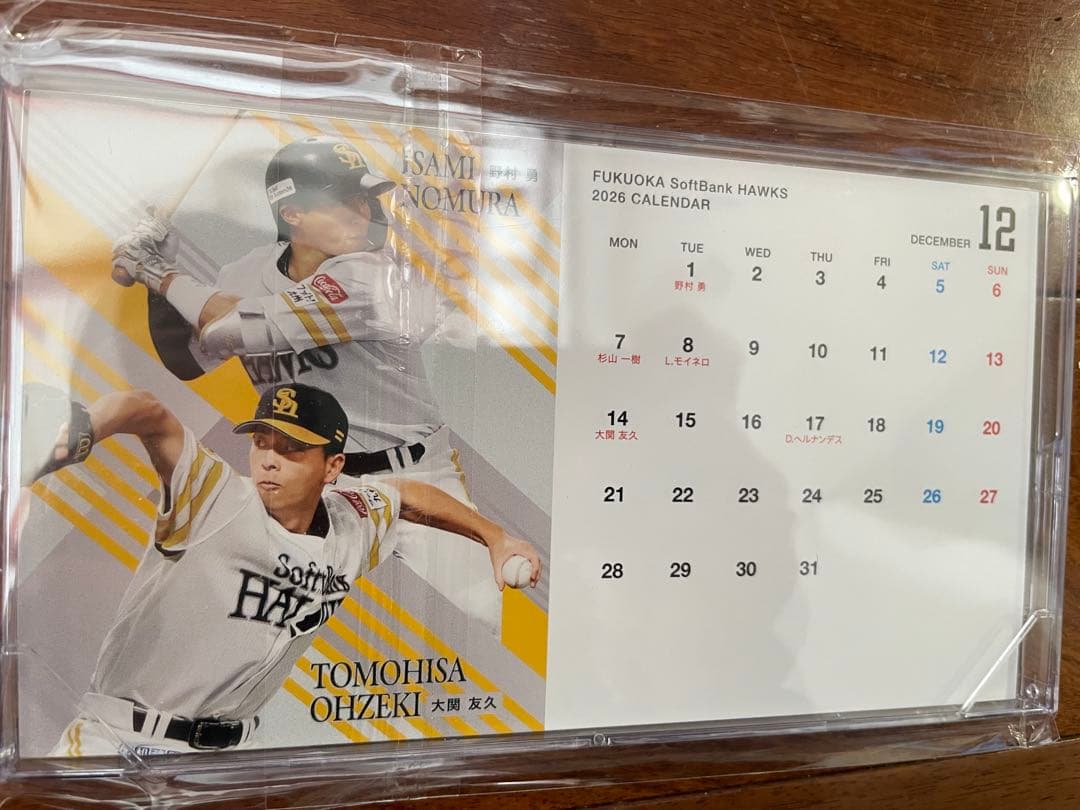 ISAMI
NOMURA 野村 勇
SoftBank
HAWKS
TOMOHISA
OHZEKI 大関 友久
FUKUOKA SoftBank HAWKS
2026 CALENDAR
DECEMBER 12
MON TUE WED THU FRI SAT SUN
1 2 3 4 5 6
野村 勇
7 8 9 10 11 12 13
杉山 一樹 L.モイネロ
14 15 16 17 18 19 20
大関 友久 D.ヘルナンデス
21 22 23 24 25 26 27
28 29 30 31